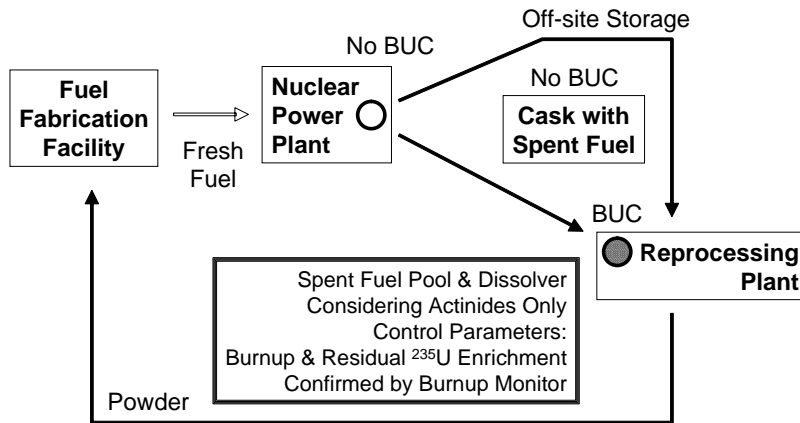 Off-site Storage
No BUC
No BUC
Fuel
Fabrication
Facility
Nuclear
Power
Plant
Cask with
Spent Fuel
Fresh
Fuel
BUC
Reprocessing
Plant
Spent Fuel Pool & Dissolver
Considering Actinides Only
Control Parameters:
Burnup & Residual ²³⁵U Enrichment
Confirmed by Burnup Monitor
Powder